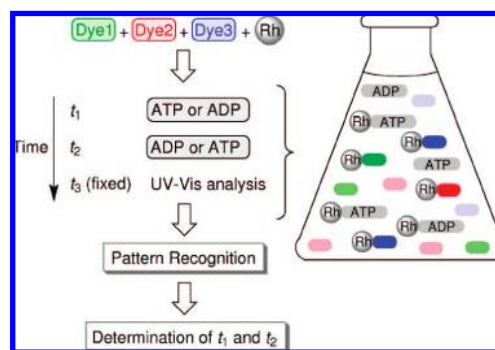 Dye1 + Dye2 + Dye3 + Rh
Time
t1 ATP or ADP
t2 ADP or ATP
t3 (fixed) UV-Vis analysis
Pattern Recognition
Determination of t1 and t2
ADP
Rh ATP
Rh
Rh
ATP
Rh
Rh ATP
Rh ADP
Rh